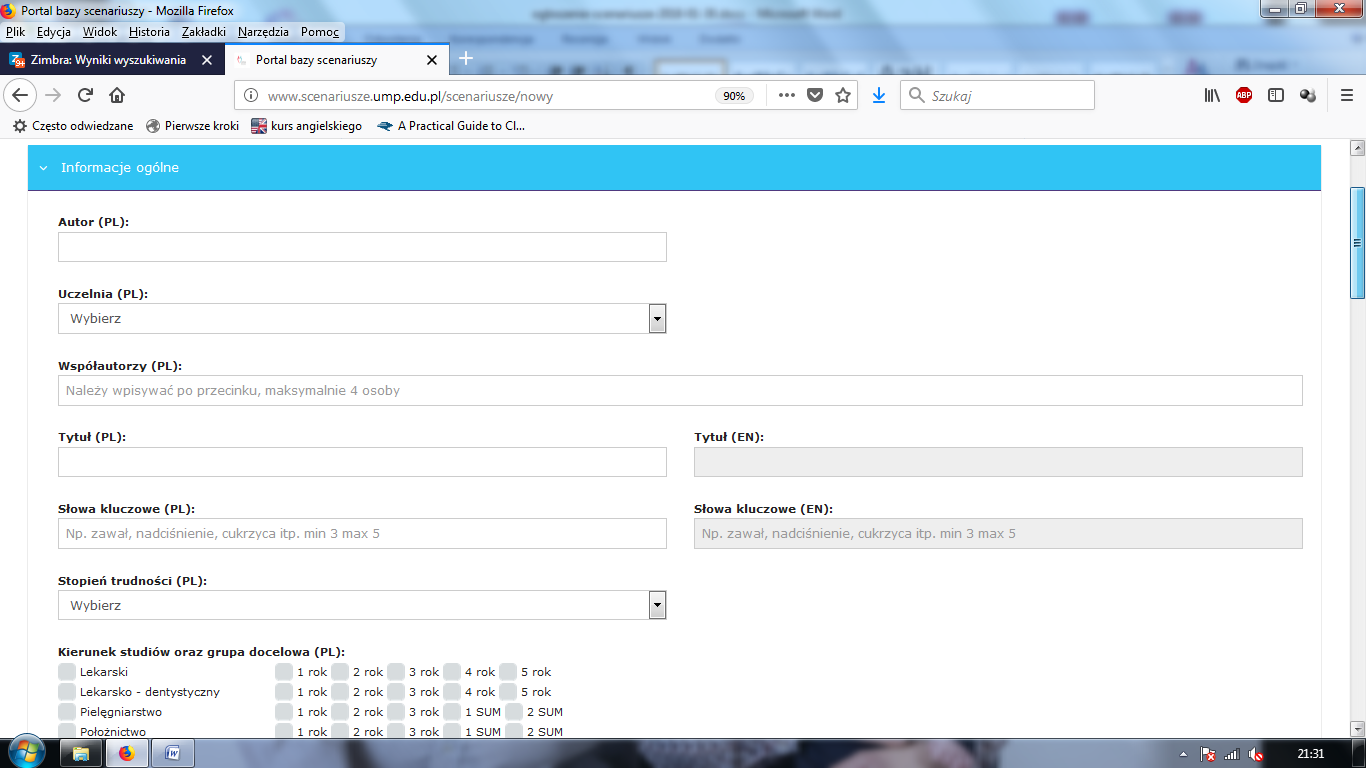 Portal bazy scenariuszy - Mozilla Firefox
Plik Edycja Widok Historia Zakładki Narzędzia Pomoc
Zimbra: Wyniki wyszukiwania
Portal bazy scenariuszy
www.scenariusze.ump.edu.pl/scenariusze/nowy
90%
Szukaj
ABP
Często odwiedzane
Pierwsze kroki
kurs angielskiego
A Practical Guide to Cl...
Informacje ogólne
Autor (PL):
Uczelnia (PL):
Wybierz
Współautorzy (PL):
Należy wpisywać po przecinku, maksymalnie 4 osoby
Tytuł (PL):
Tytuł (EN):
Słowa kluczowe (PL):
Słowa kluczowe (EN):
Np. zawał, nadciśnienie, cukrzyca itp. min 3 max 5
Np. zawał, nadciśnienie, cukrzyca itp. min 3 max 5
Stopień trudności (PL):
Wybierz
Kierunek studiów oraz grupa docelowa (PL):
Lekarski 1 rok 2 rok 3 rok 4 rok 5 rok
Lekarsko - dentystyczny 1 rok 2 rok 3 rok 4 rok 5 rok
Pielęgniarstwo 1 rok 2 rok 3 rok 1 SUM 2 SUM
Położnictwo 1 rok 2 rok 3 rok 1 SUM 2 SUM
21:31